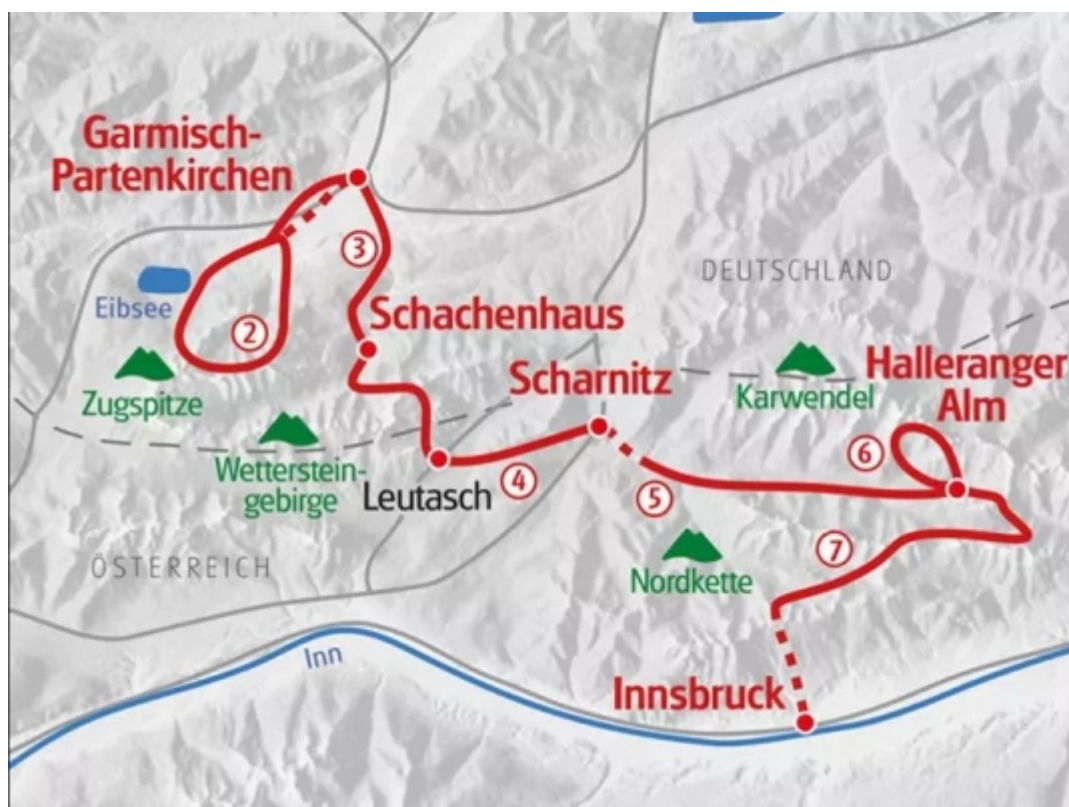 Garmisch-
Partenkirchen
③
DEUTSCHLAND
Eibsee
②
Schachenhaus
Zugspitze
Scharnitz
Karwendel
Halleranger
Alm
Wetterstein-
gebirge
Leutasch
④
⑤
⑥
⑦
ÖSTERREICH
Nordkette
Inn
Innsbruck